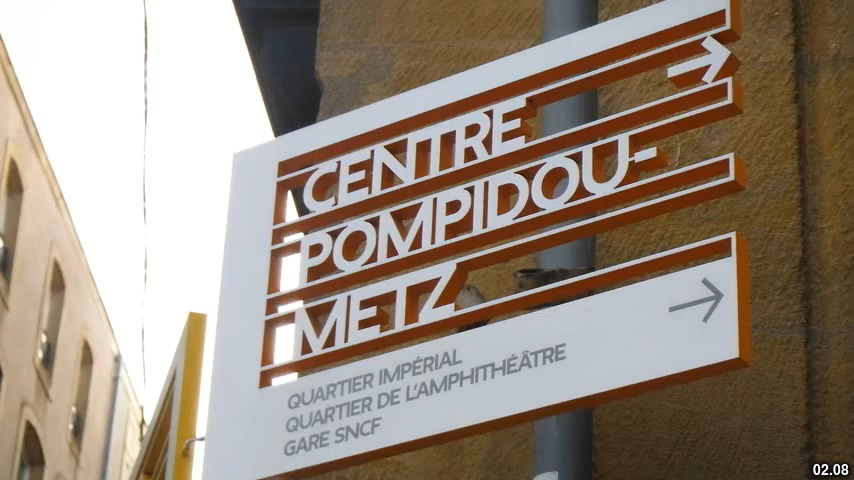 CENTRE
POMPIDOU-
METZ
QUARTIER IMPÉRIAL
QUARTIER DE L'AMPHITHÉÂTRE
GARE SNCF
02.08